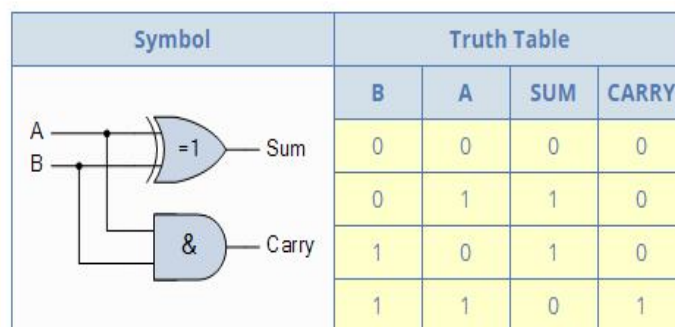 Symbol Truth Table
B A SUM CARRY
A =1 Sum
B
& Carry
0 0 0 0
0 1 1 0
1 0 1 0
1 1 0 1